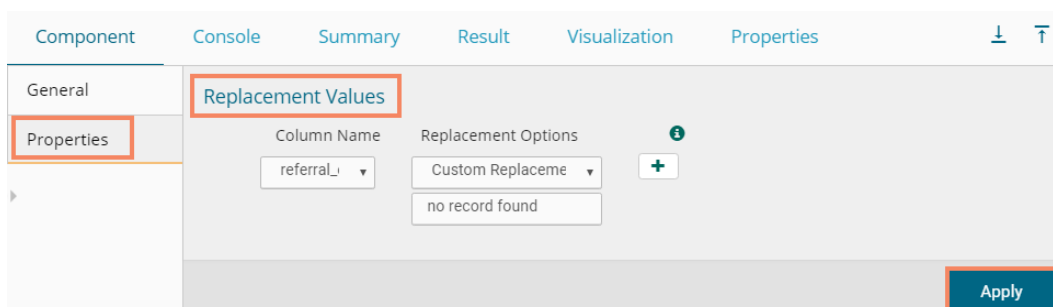 Component Console Summary Result Visualization Properties
General
Properties
Replacement Values
Column Name Replacement Options
referral_ Custom Replaceme
no record found
Apply